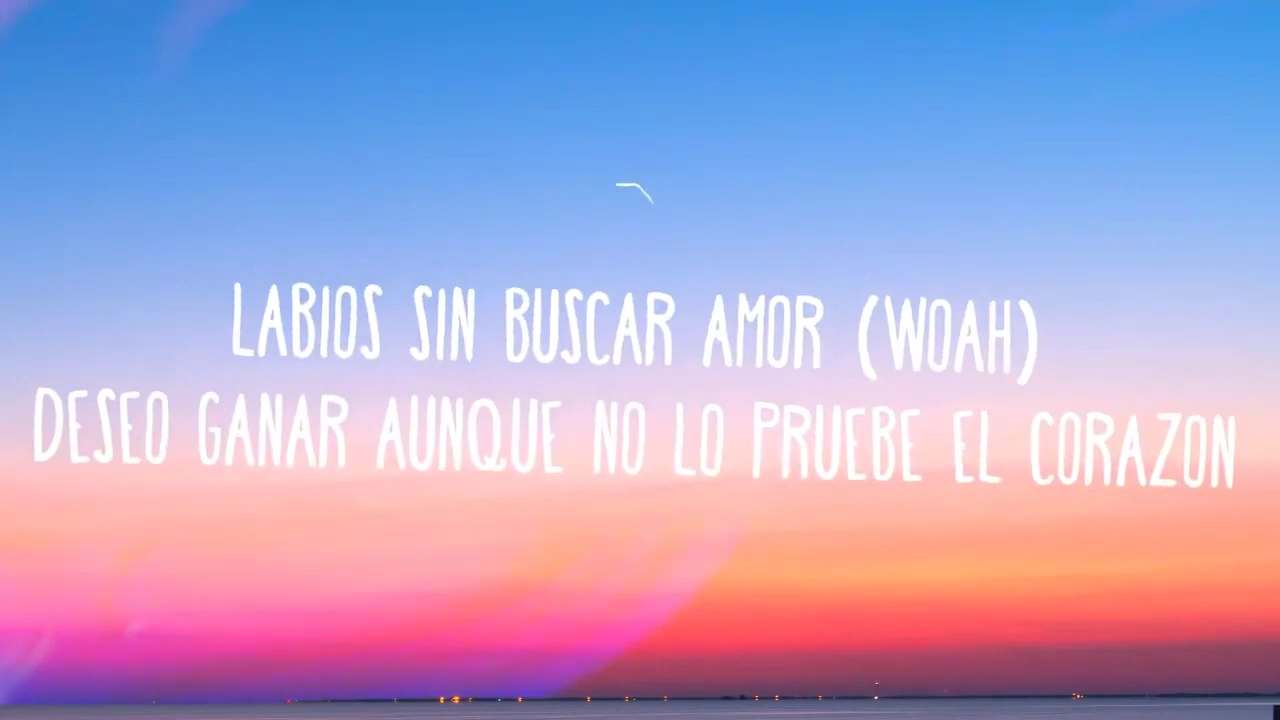 LABIOS SIN BUSCAR AMOR (WOAH)
DESEO GANAR AUNQUE NO LO PRUEBE EL CORAZON